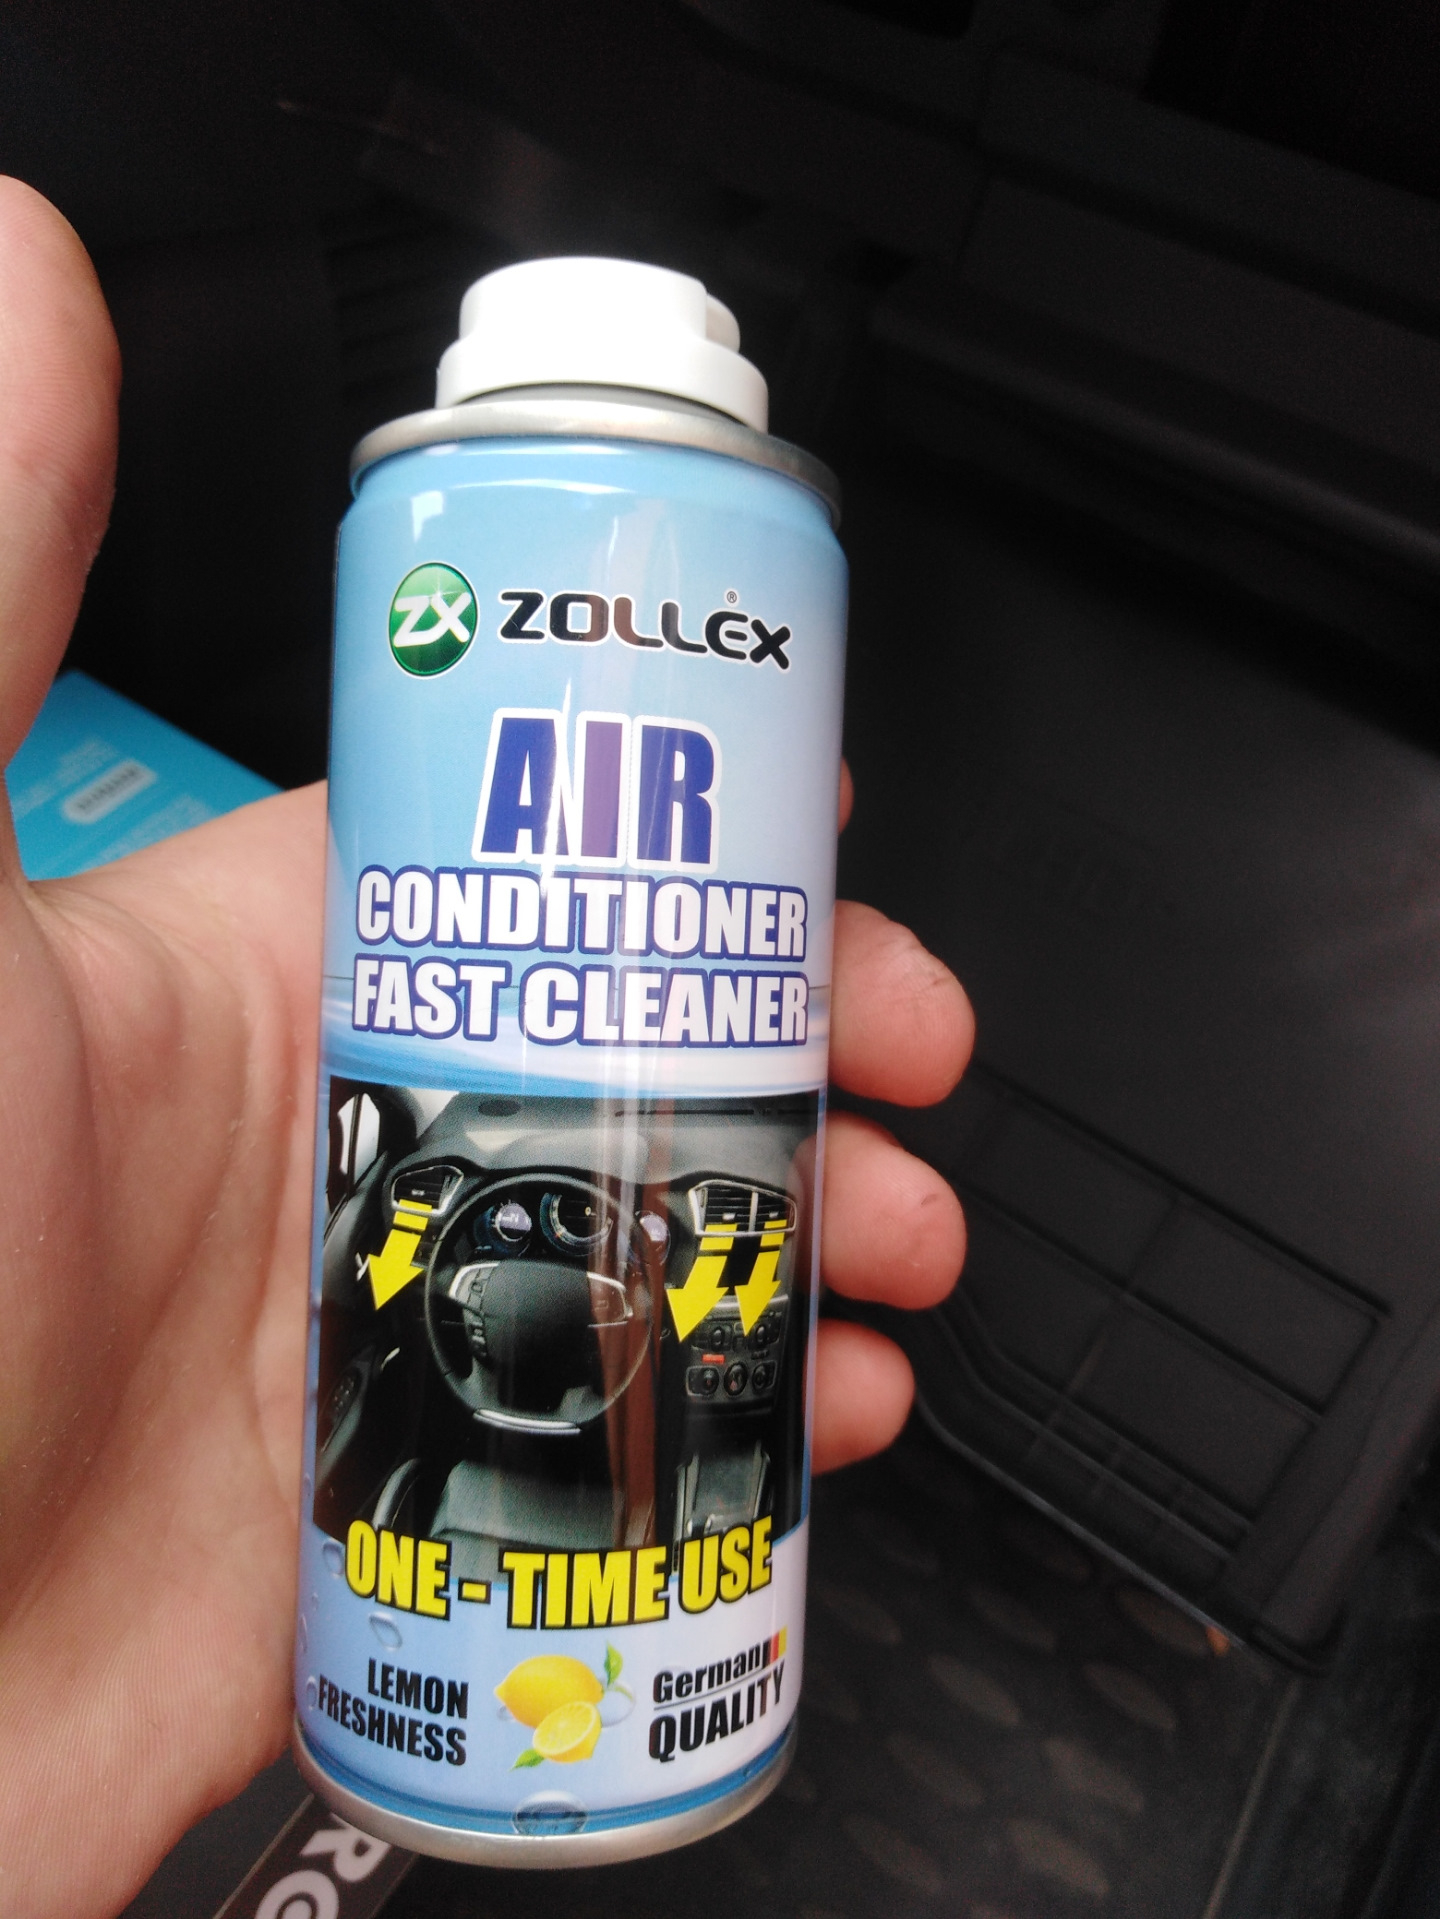 ZX ZOLLEX®
AIR
CONDITIONER
FAST CLEANER
ONE - TIME USE
LEMON
FRESHNESS
German
QUALITY